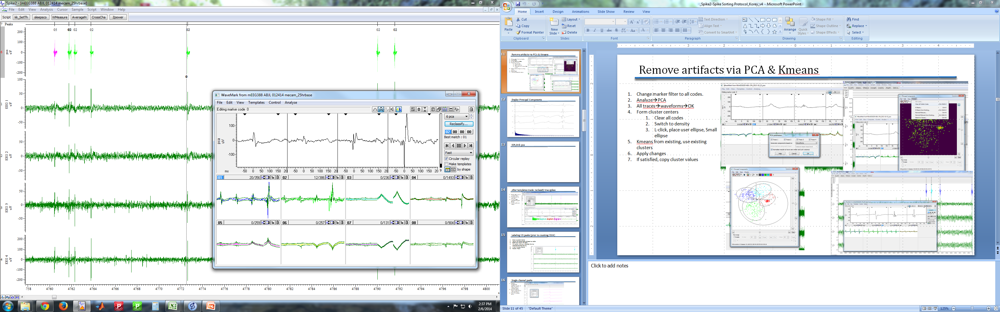 Spike2 - [mEEG388 ABJL 012414 mecam_25hrbase]
File Edit View Analysis Cursor Sample Script Window Help
Script kk_SetTh sleepsco WMeasure AverageN CrossCha Zpower
7 Peaks
05 02 02 02 02 02 02
200
100
0
-100
-200
6 pca uV
0
100
50
0
-50
1 EEG 1 uV
50
0
-50
2 EEG 2 uV
50
0
-50
3 EEG 3 uV
200
100
0
-100
-200
4 EEG 4 uV
758 4760 4762 4764 4766 4768 4770 4772 4774 4776 4778 4780 4782 4784 4786 4788 4790 4792 4794 4796 4798 4800
WaveMark from mEEG388 ABJL 012414 mecam_25hrbase
File Edit View Templates Control Analyse
Editing marker code 0
6 pca
Reclassify...
02 00 00 00
Best match : 01
Fast
Circular replay
Make templates
by shape
100
0
-100
pca uV
ms -50 0 50 100 150 20 -50 0 50 100 150 20 -50 0 50 100 150 20 -50 0 50 100 150 20 9
01 20/356 02 12/386 03 0/236 04 0/1493
05 0/259 06 0/257 07 0/131 08 0/904
2:37 PM
2/6/2014
_Spike2-Spike Sorting Protocol_Korey_v4 - Microsoft PowerPoint
Home Insert Design Animations Slide Show Review View
Paste
Cut
Copy
Format Painter
Clipboard
New Slide
Layout
Reset
Delete
Slides
Font
Text Direction
Align Text
Convert to SmartArt
Paragraph
Arrange
Quick Styles
Shape Fill
Shape Outline
Shape Effects
Drawing
Find
Replace
Select
Editing
11 Remove artifacts via PCA & Kmeans
12 Display Principal Components
13 029_Swk pca
14 After templates made: reclassify true spikes
15 Labeling IIS peaks (prior to counting/ISIH)
16 Single channel peaks
Remove artifacts via PCA & Kmeans
1. Change marker filter to all codes.
2. Analyze→PCA
3. All traces→waveforms→OK
4. Form cluster centers
1. Clear all codes
2. Switch to density
3. L-click, place user ellipse, Small
ellipse
5. Kmeans from existing, use existing
clusters
6. Apply changes
7. If satisfied, copy cluster values
Click to add notes
Slide 11 of 45 "Default Theme" 125%